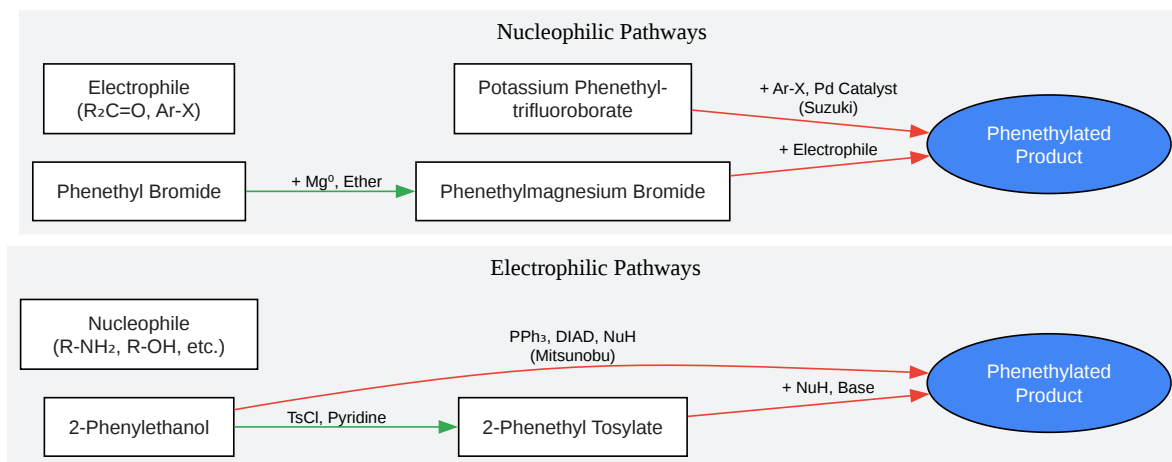 Nucleophilic Pathways
Electrophile
(R₂C=O, Ar-X)
Potassium Phenethyl-
trifluoroborate
+ Ar-X, Pd Catalyst
(Suzuki)
Phenethylated
Product
+ Electrophile
Phenethyl Bromide
+ Mg⁰, Ether
Phenethylmagnesium Bromide
Electrophilic Pathways
Nucleophile
(R-NH₂, R-OH, etc.)
PPh₃, DIAD, NuH
(Mitsunobu)
Phenethylated
Product
+ NuH, Base
2-Phenylethanol
TsCl, Pyridine
2-Phenethyl Tosylate